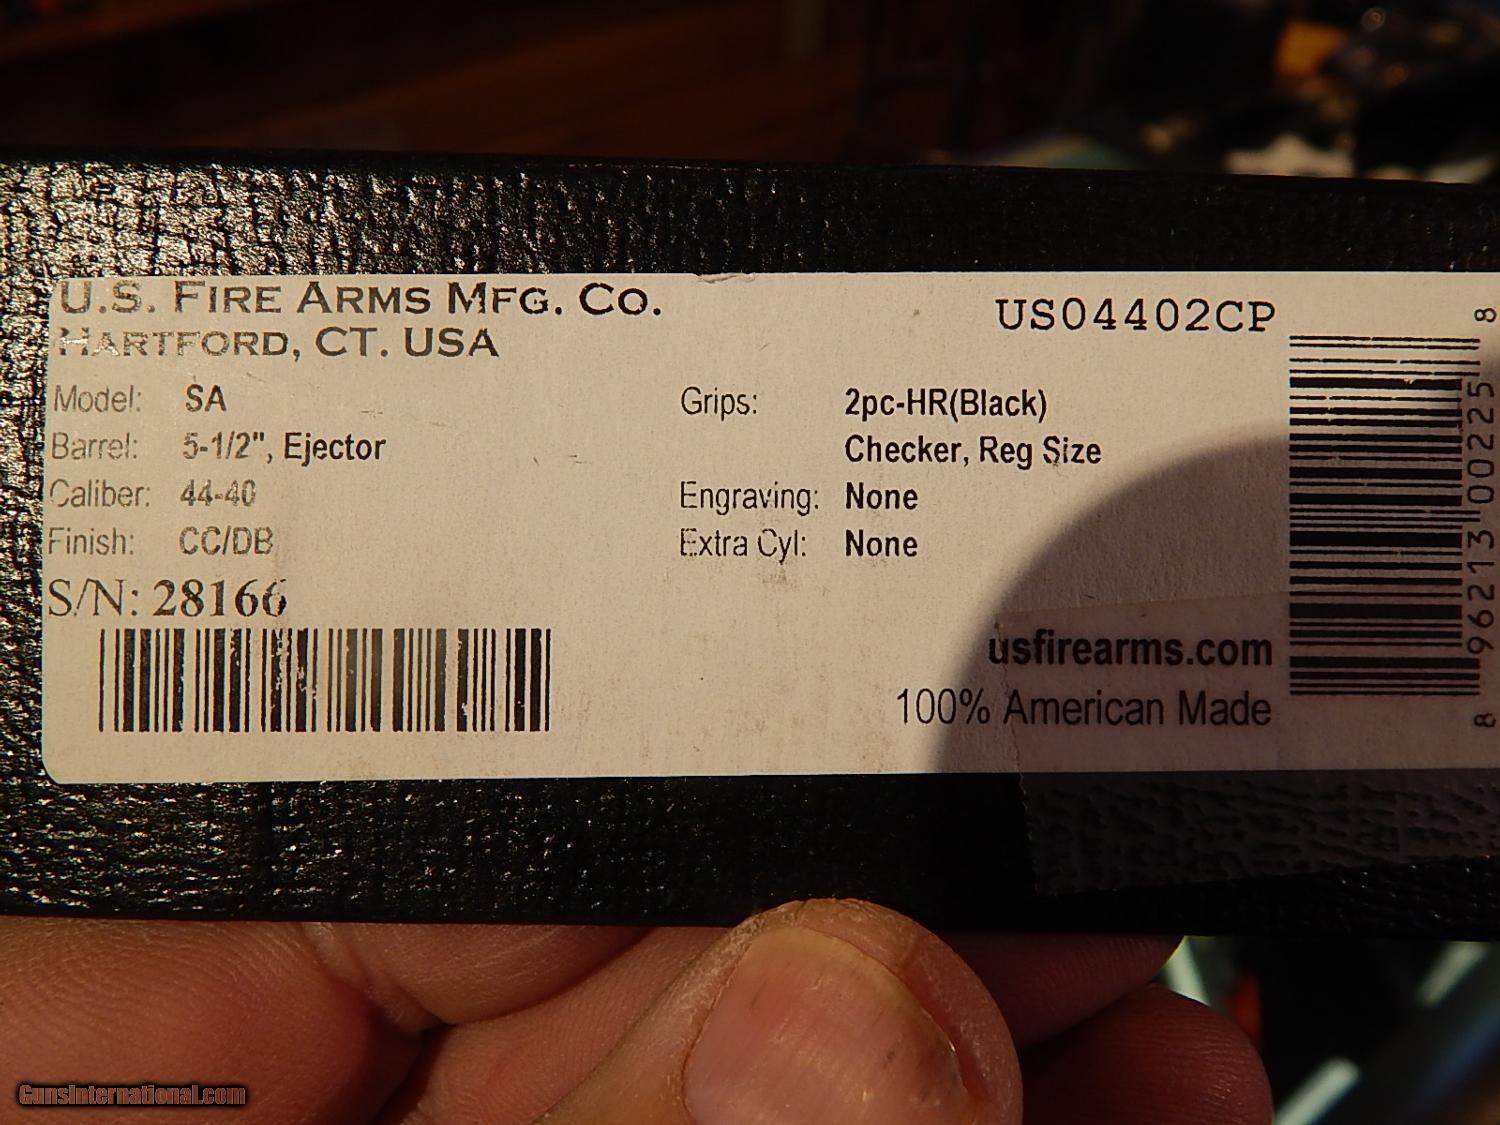 U.S. FIRE ARMS MFG. CO.
HARTFORD, CT. USA
Model: SA
Barrel: 5-1/2", Ejector
Caliber: 44-40
Finish: CC/DB
S/N: 28166
US04402CP
Grips: 2pc-HR(Black)
Checker, Reg Size
Engraving: None
Extra Cyl: None
usfirearms.com
100% American Made
8 96213 00225 8
GunsInternational.com